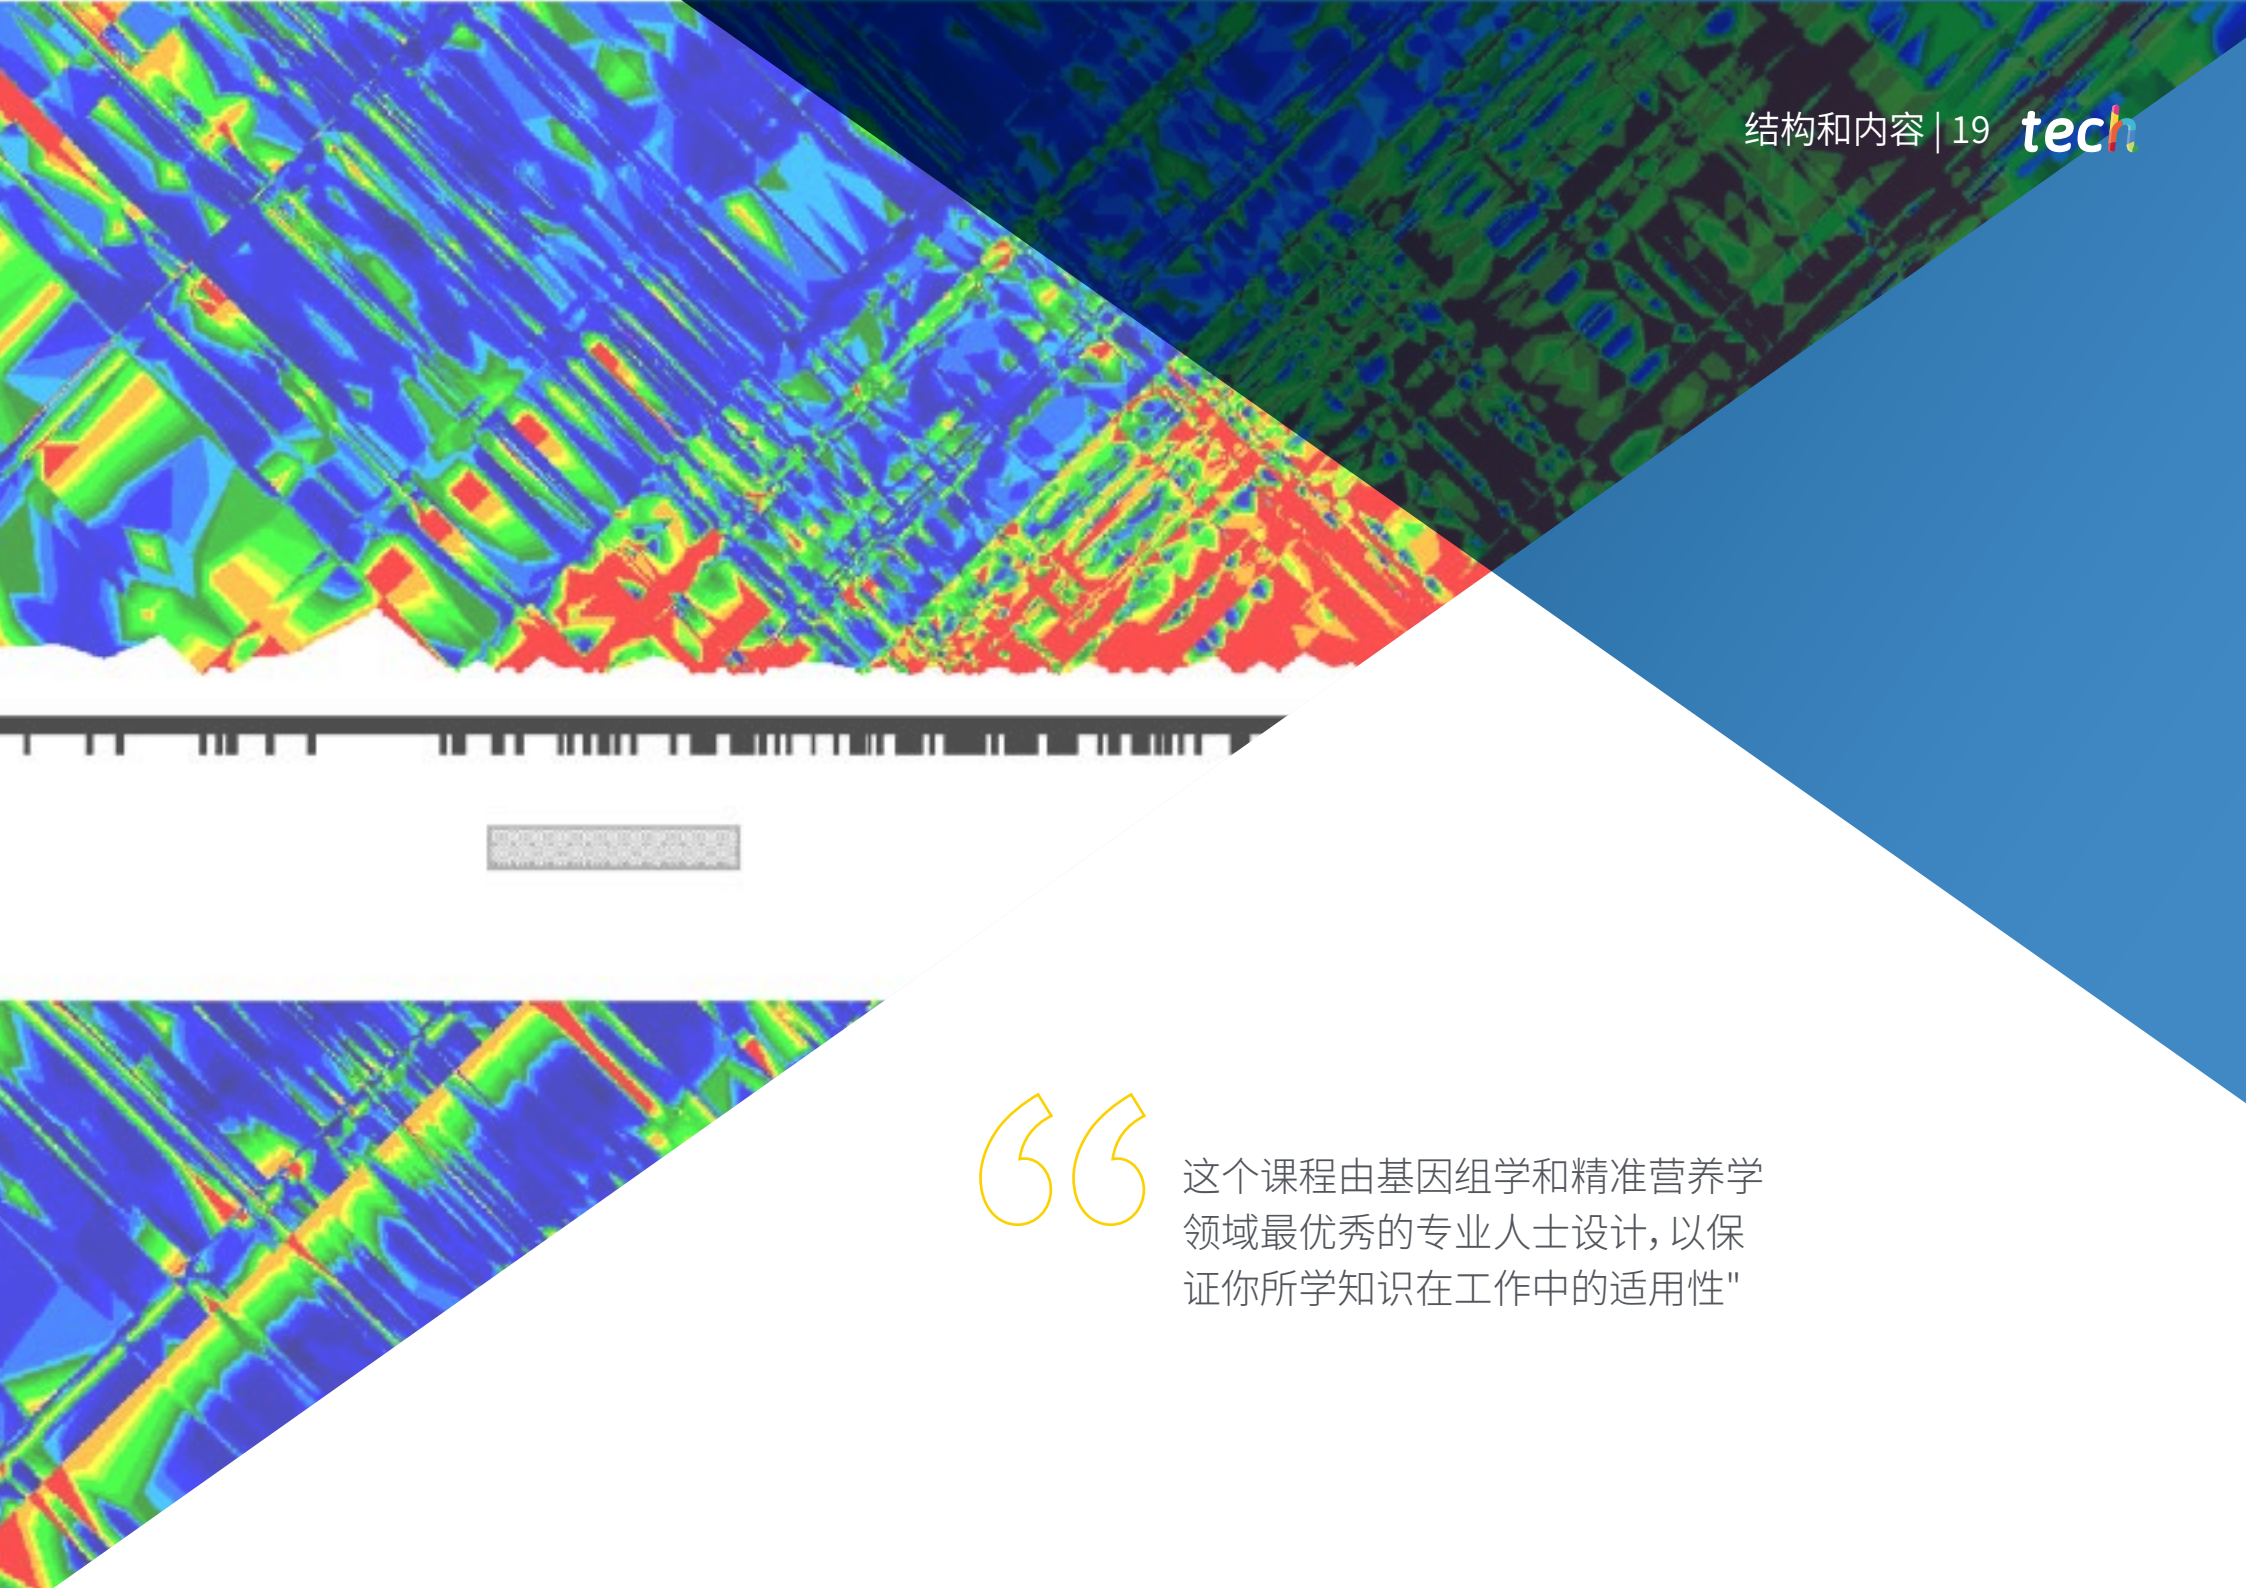 结构和内容 | 19 tech
这个课程由基因组学和精准营养学
领域最优秀的专业人士设计，以保
证你所学知识在工作中的适用性"